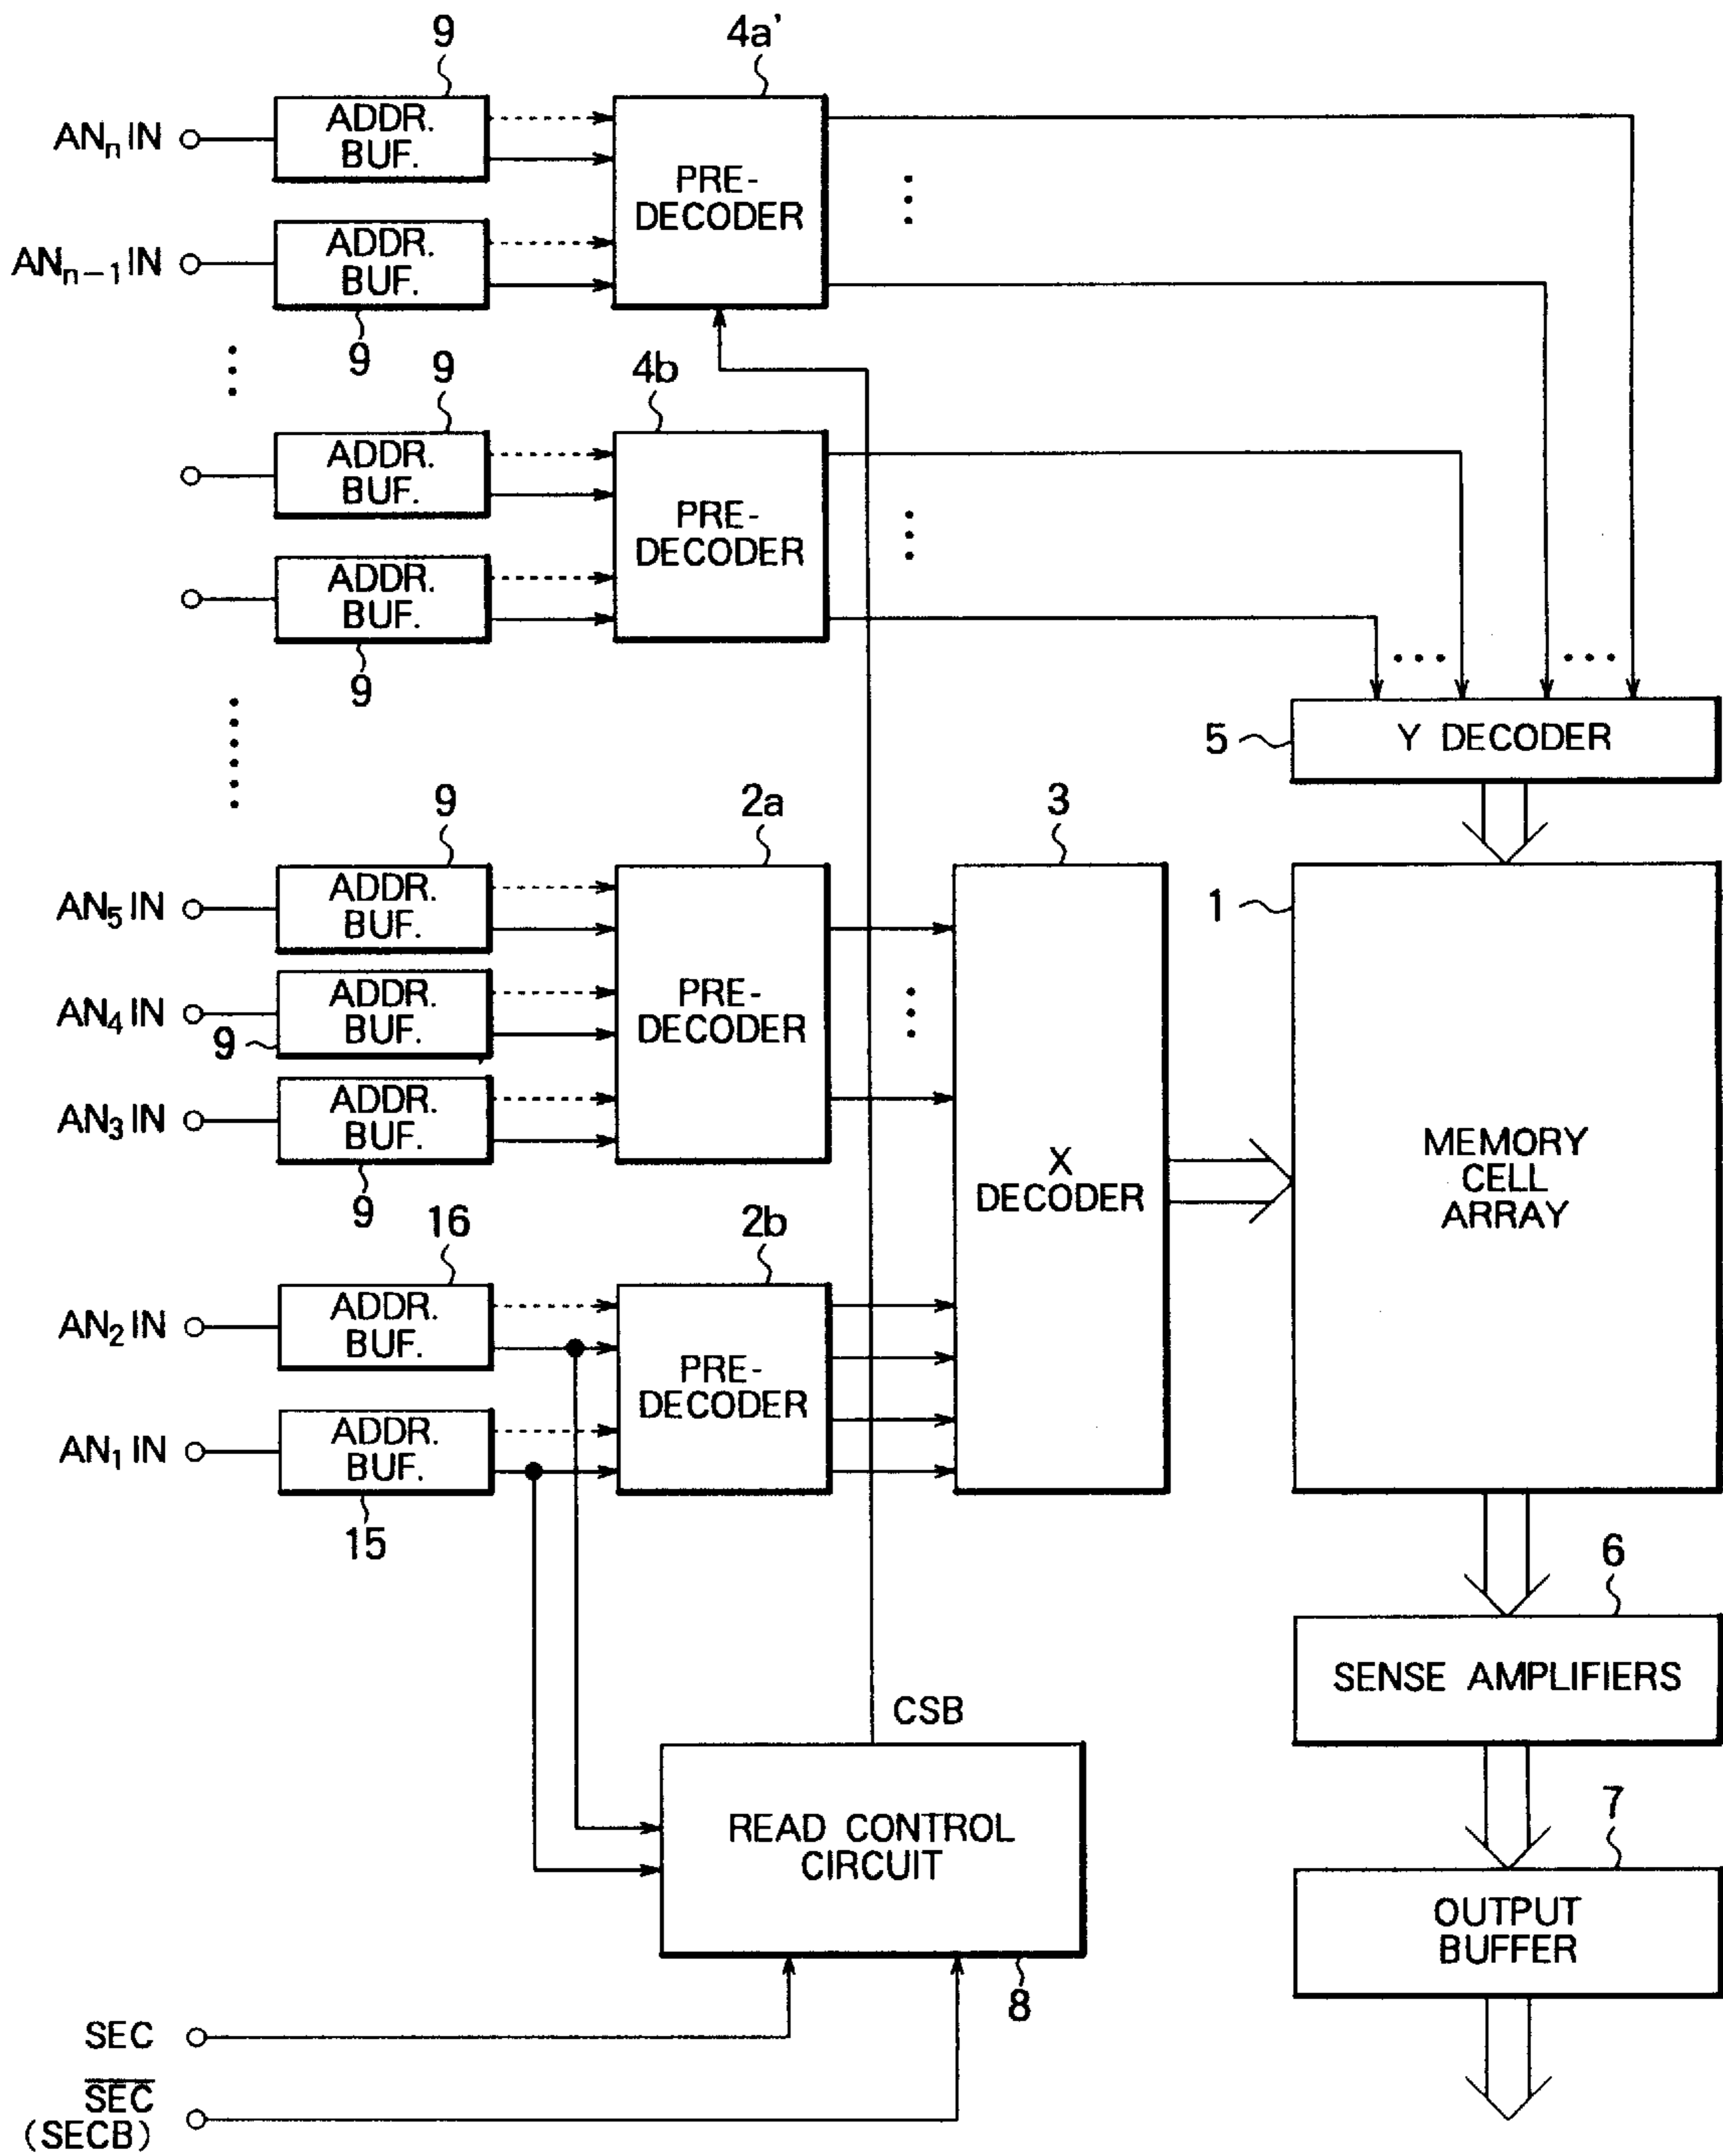 9
4a'
ANn IN
ADDR.
BUF.
PRE-
DECODER
ANn−1 IN
ADDR.
BUF.
9
9
4b
ADDR.
BUF.
PRE-
DECODER
ADDR.
BUF.
9
5
Y DECODER
9
2a
3
AN5 IN
ADDR.
BUF.
1
AN4 IN
ADDR.
BUF.
9
PRE-
DECODER
AN3 IN
ADDR.
BUF.
9
X
DECODER
MEMORY
CELL
ARRAY
16
2b
AN2 IN
ADDR.
BUF.
PRE-
DECODER
AN1 IN
ADDR.
BUF.
15
6
SENSE AMPLIFIERS
CSB
READ CONTROL
CIRCUIT
8
7
OUTPUT
BUFFER
SEC
S̅E̅C̅
(SECB)